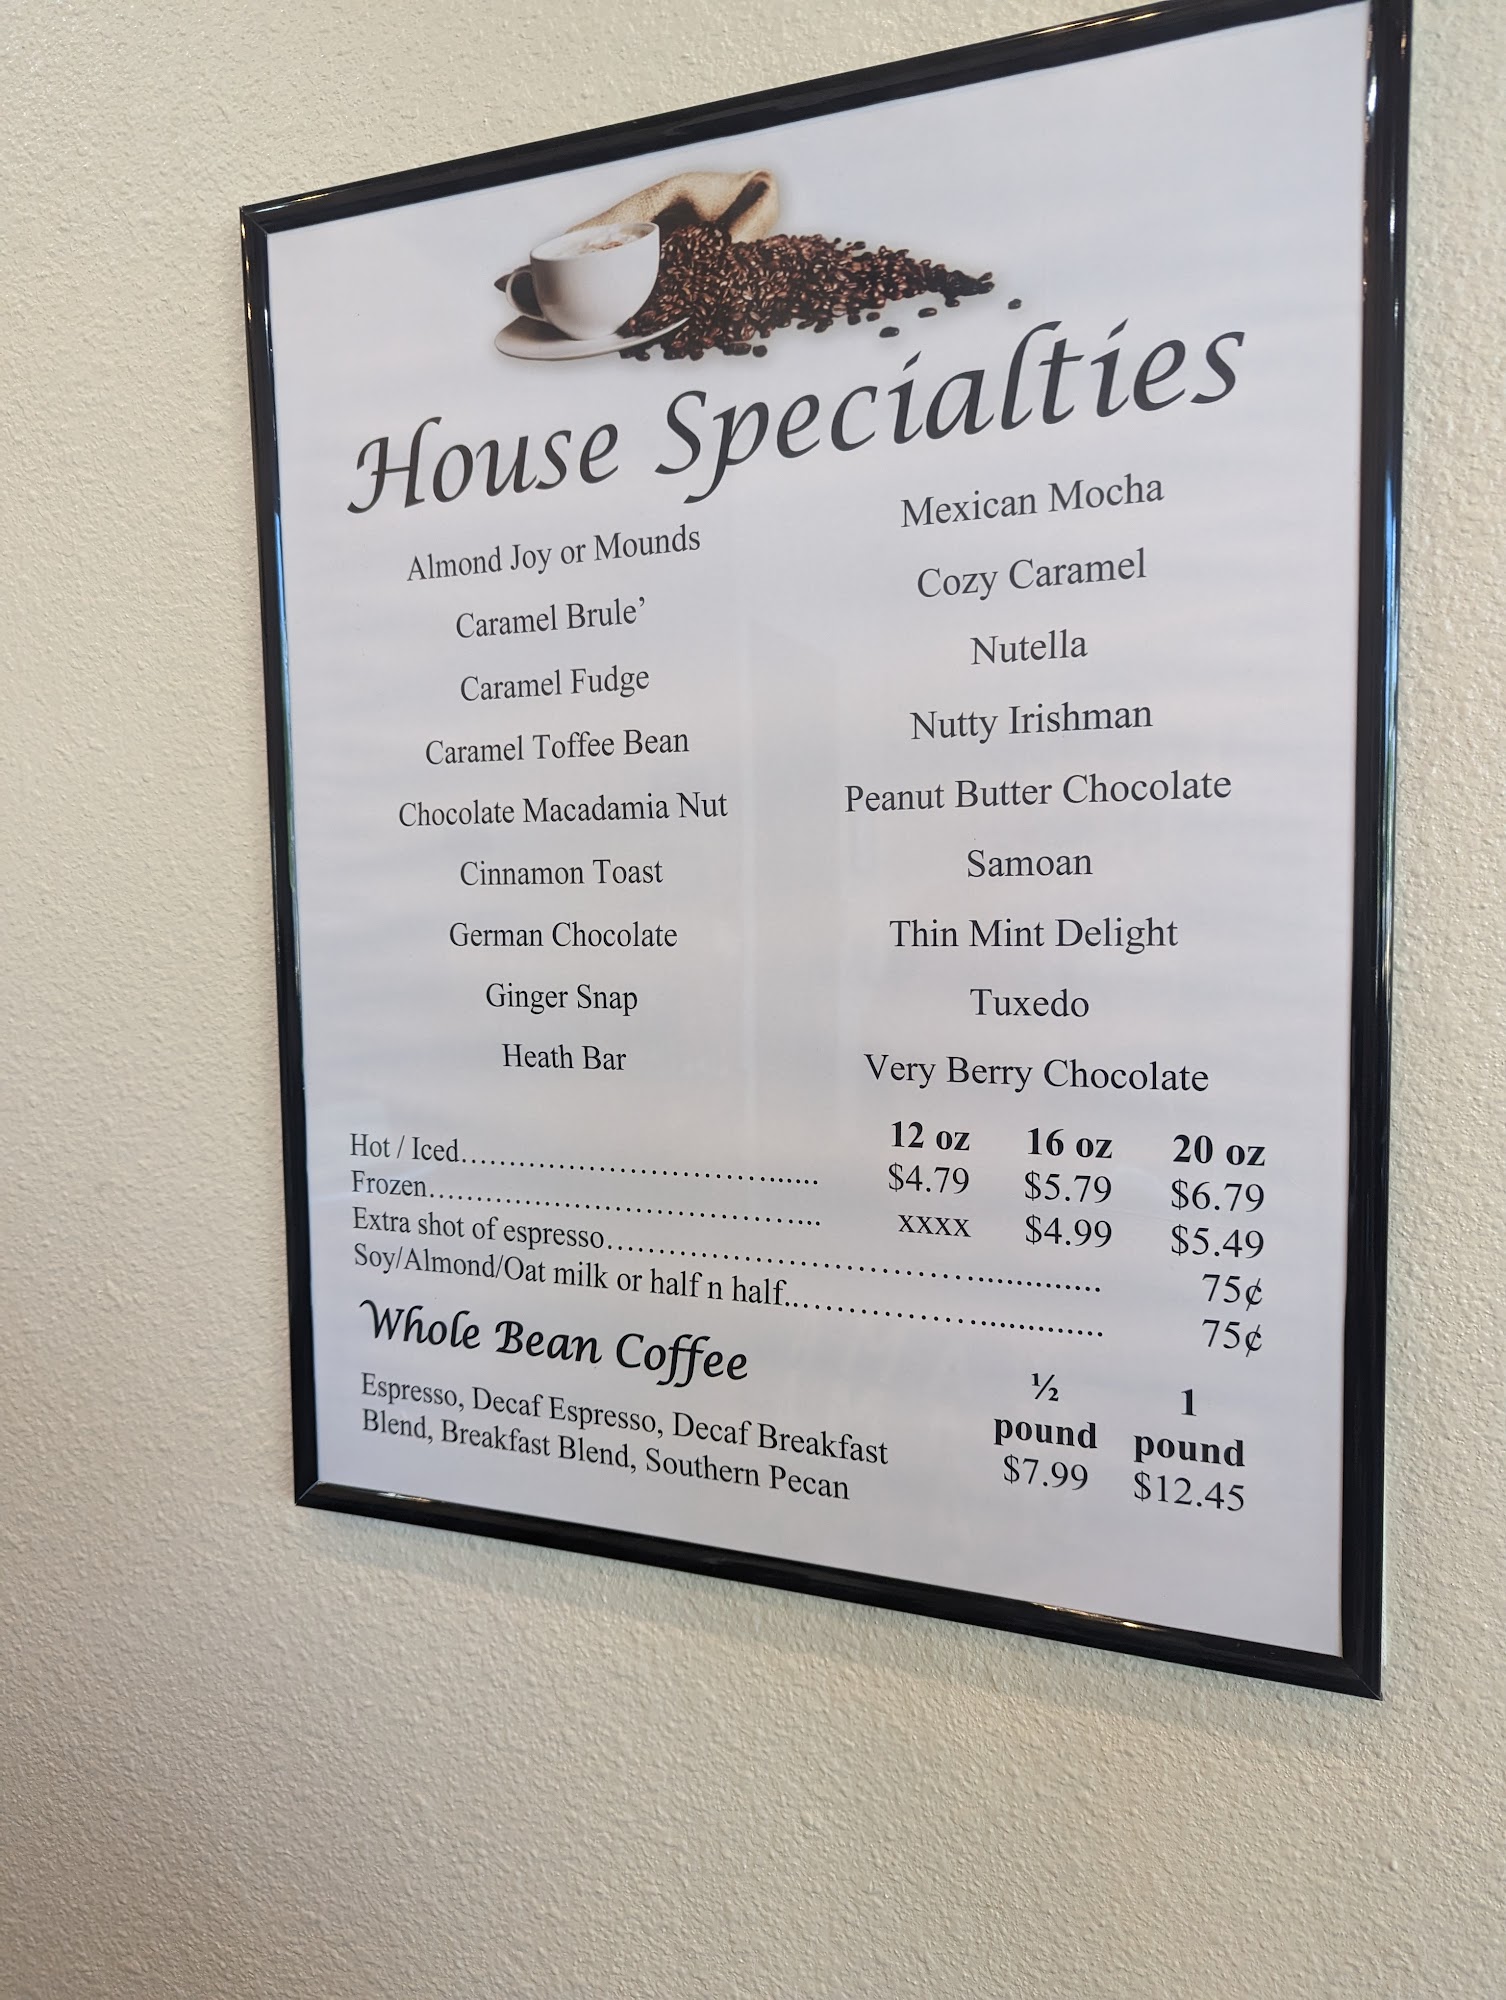 House Specialties
Almond Joy or Mounds
Caramel Brule’
Caramel Fudge
Caramel Toffee Bean
Chocolate Macadamia Nut
Cinnamon Toast
German Chocolate
Ginger Snap
Heath Bar
Mexican Mocha
Cozy Caramel
Nutella
Nutty Irishman
Peanut Butter Chocolate
Samoan
Thin Mint Delight
Tuxedo
Very Berry Chocolate
12 oz 16 oz 20 oz
Hot / Iced........................................ $4.79 $5.79 $6.79
Frozen........................................ xxxx $4.99 $5.49
Extra shot of espresso........................................ 75¢
Soy/Almond/Oat milk or half n half........................................ 75¢
Whole Bean Coffee
Espresso, Decaf Espresso, Decaf Breakfast
Blend, Breakfast Blend, Southern Pecan
½ 1
pound pound
$7.99 $12.45